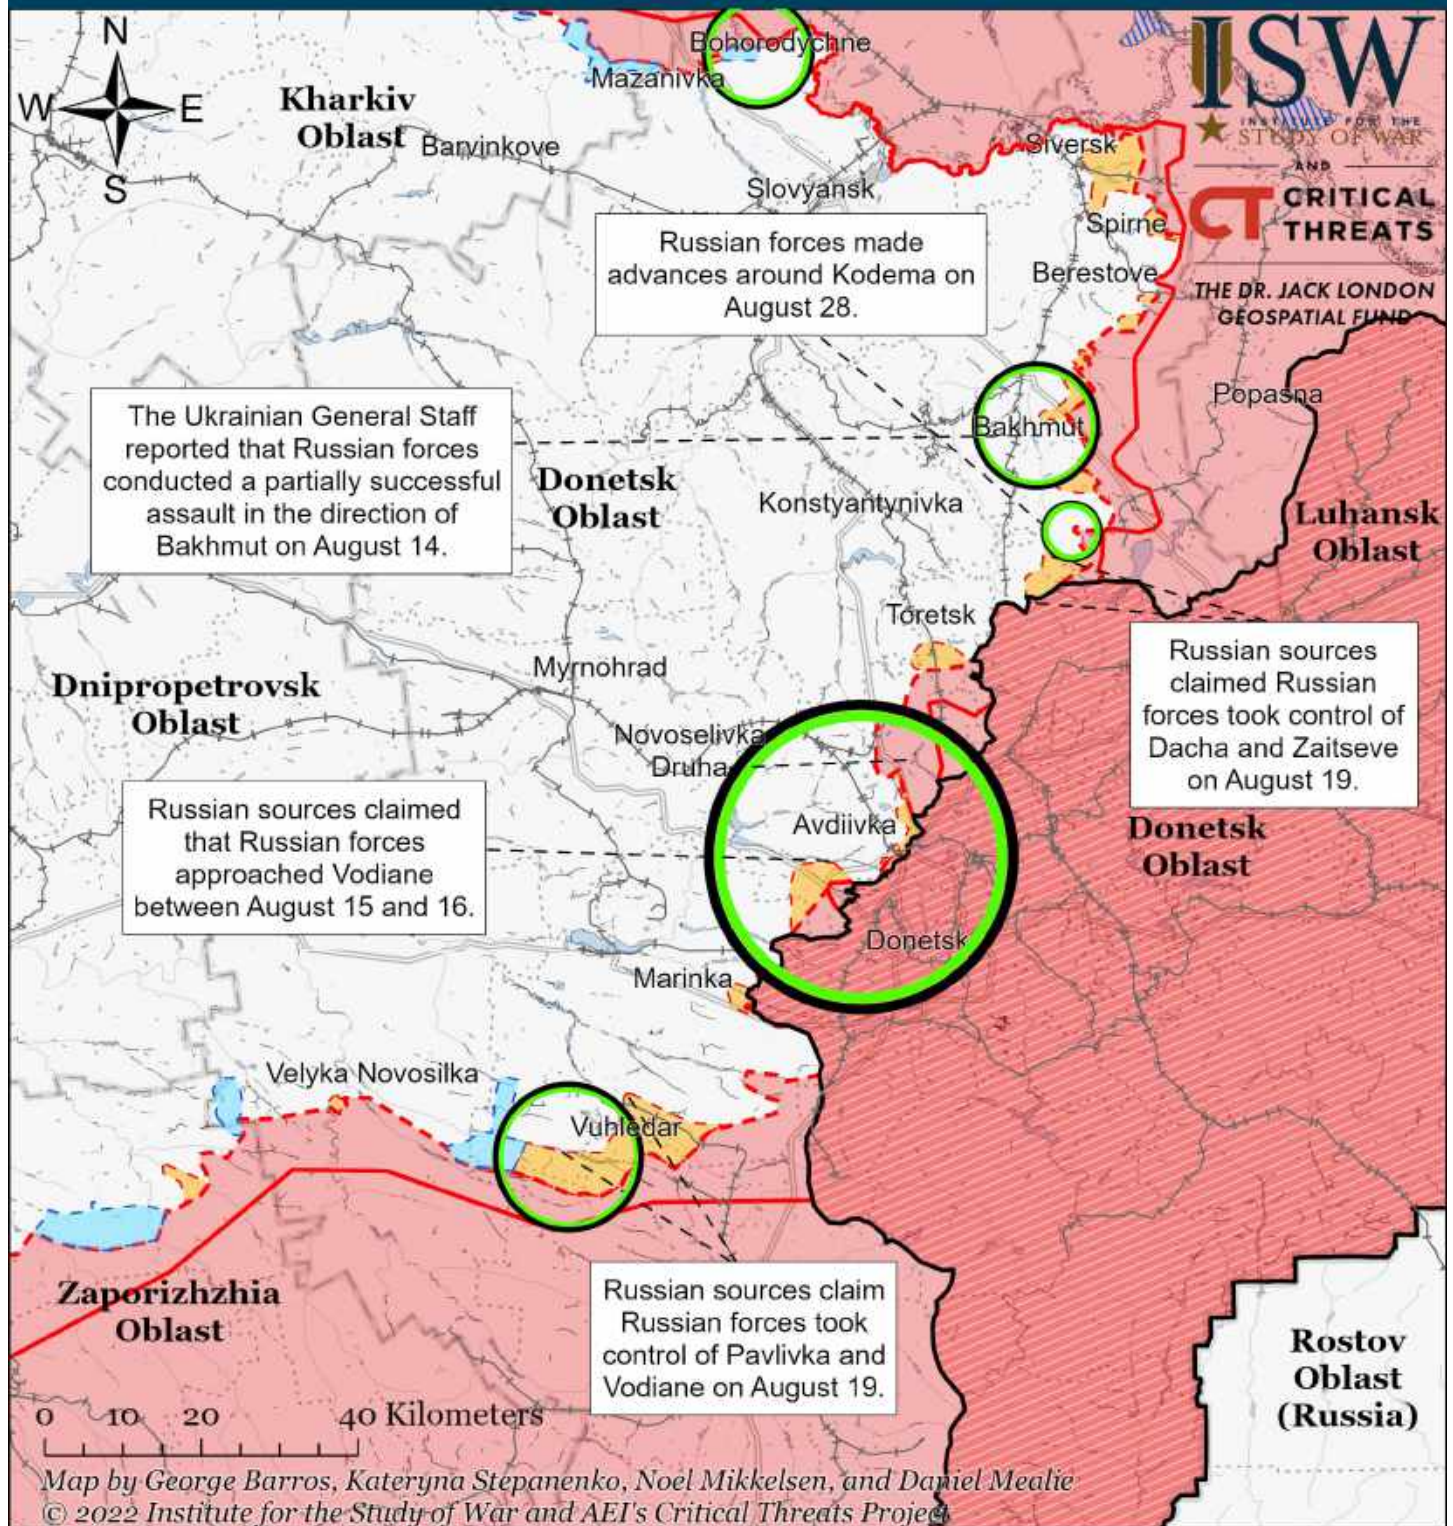 N
W
E
S
Kharkiv
Oblast
Barvinkove
Bohorodychne
Mazanivka
ISW
INSTITUTE FOR THE
STUDY OF WAR
AND
CT CRITICAL
THREATS
THE DR. JACK LONDON
GEOSPATIAL FUND
Siversk
Slovyansk
Spirne
Berestove
Russian forces made
advances around Kodema on
August 28.
Popasna
The Ukrainian General Staff
reported that Russian forces
conducted a partially successful
assault in the direction of
Bakhmut on August 14.
Bakhmut
Donetsk
Oblast
Konstyantynivka
Luhansk
Oblast
Toretsk
Russian sources
claimed Russian
forces took control of
Dacha and Zaitseve
on August 19.
Dnipropetrovsk
Oblast
Myrnohrad
Novoselivka
Druha
Avdiivka
Russian sources claimed
that Russian forces
approached Vodiane
between August 15 and 16.
Donetsk
Oblast
Donetsk
Marinka
Velyka Novosilka
Vuhledar
Zaporizhzhia
Oblast
Russian sources claim
Russian forces took
control of Pavlivka and
Vodiane on August 19.
Rostov
Oblast
(Russia)
0 10 20 40 Kilometers
Map by George Barros, Kateryna Stepanenko, Noel Mikkelsen, and Daniel Mealie
© 2022 Institute for the Study of War and AEI's Critical Threats Project